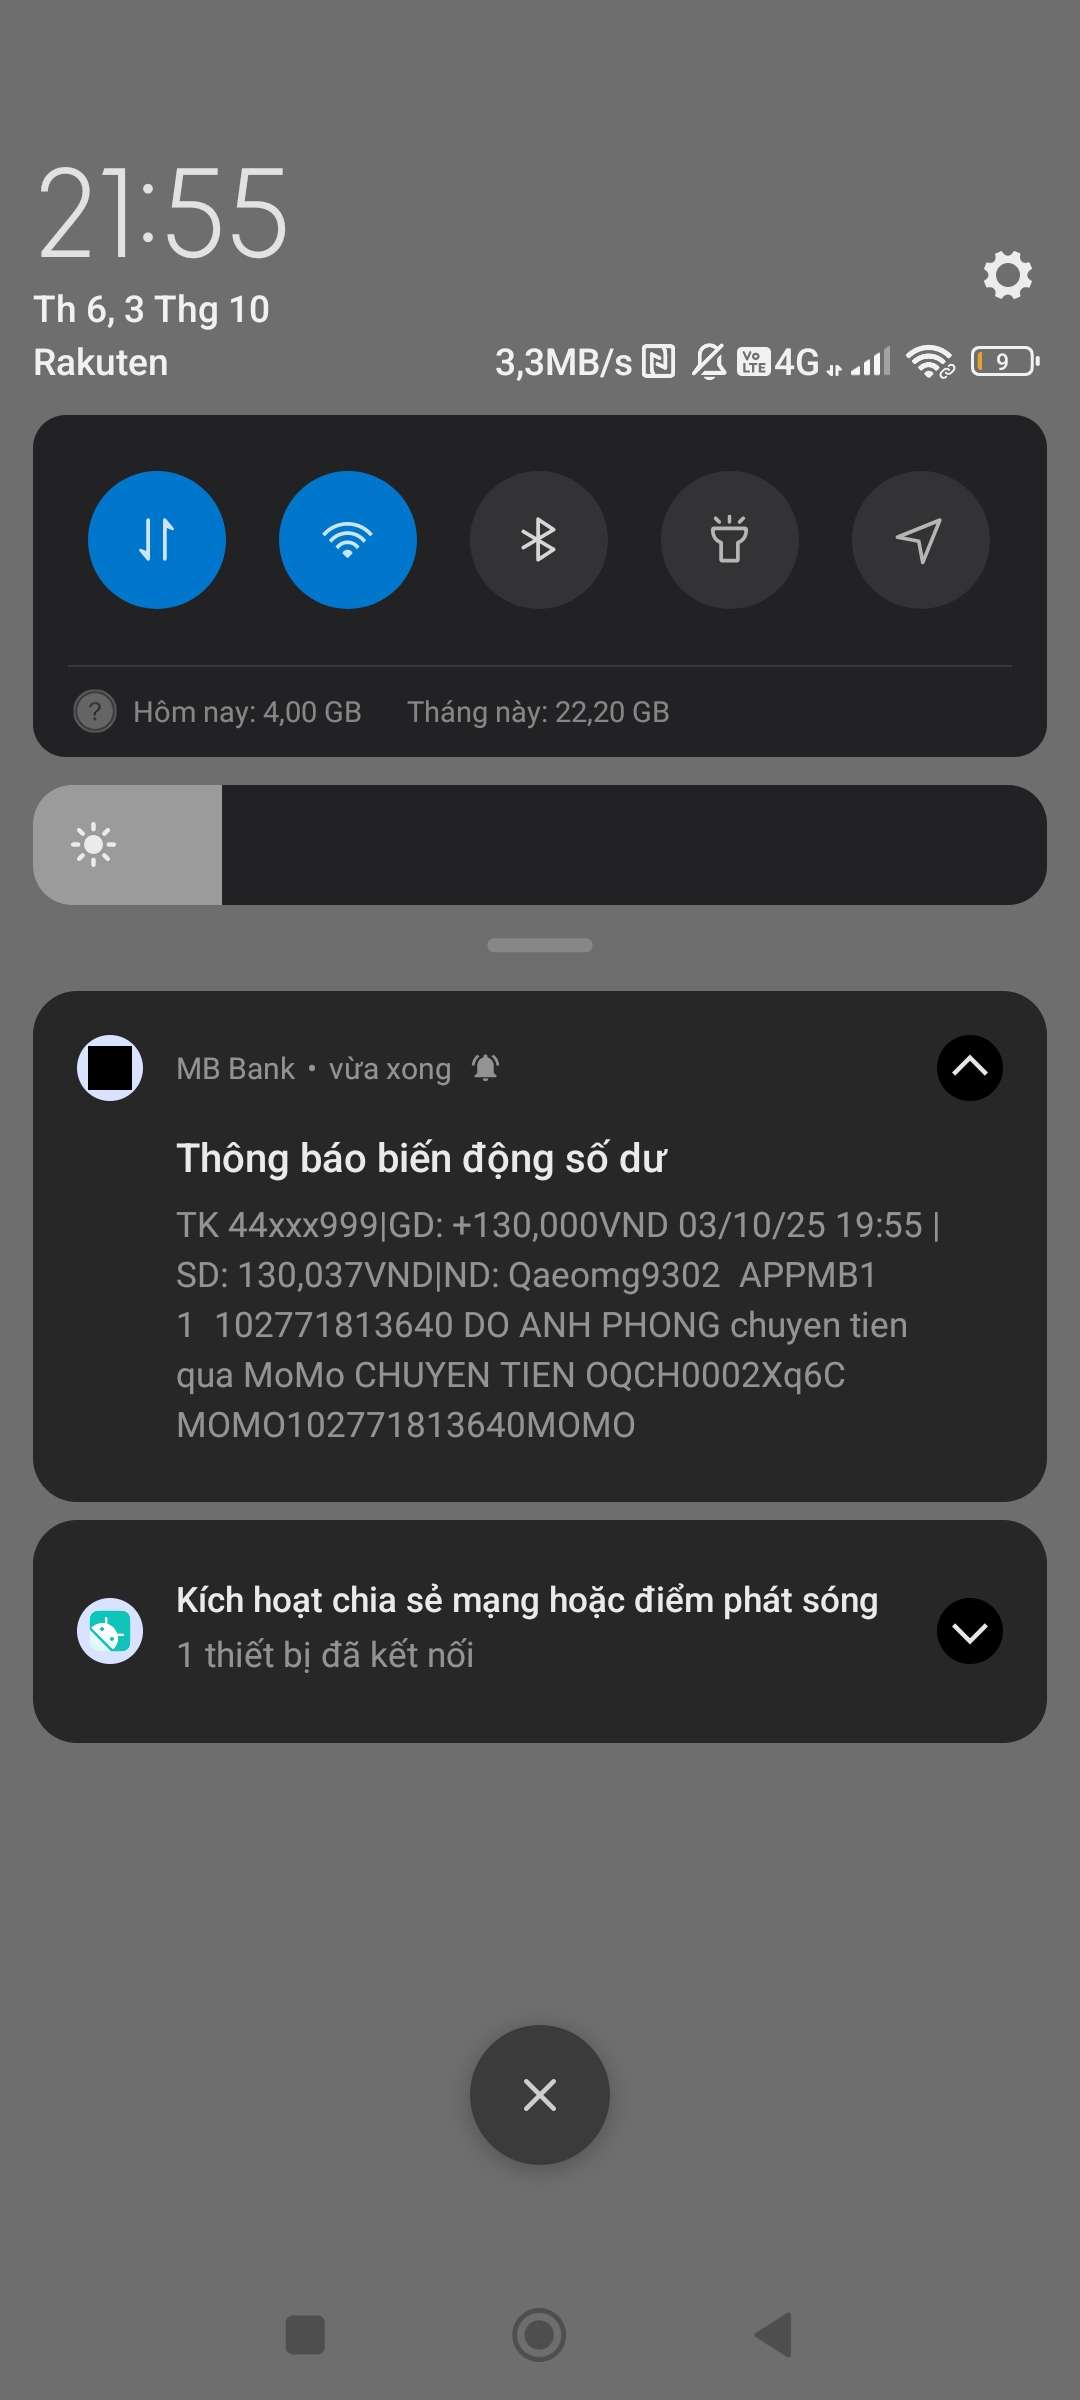 21:55
Th 6, 3 Thg 10
Rakuten 3,3MB/s Vo LTE 4G 9
Hôm nay: 4,00 GB Tháng này: 22,20 GB
MB Bank • vừa xong
Thông báo biến động số dư
TK 44xxx999|GD: +130,000VND 03/10/25 19:55 |
SD: 130,037VND|ND: Qaeomg9302 APPMB1
1 102771813640 DO ANH PHONG chuyen tien
qua MoMo CHUYEN TIEN OQCH0002Xq6C
MOMO102771813640MOMO
Kích hoạt chia sẻ mạng hoặc điểm phát sóng
1 thiết bị đã kết nối